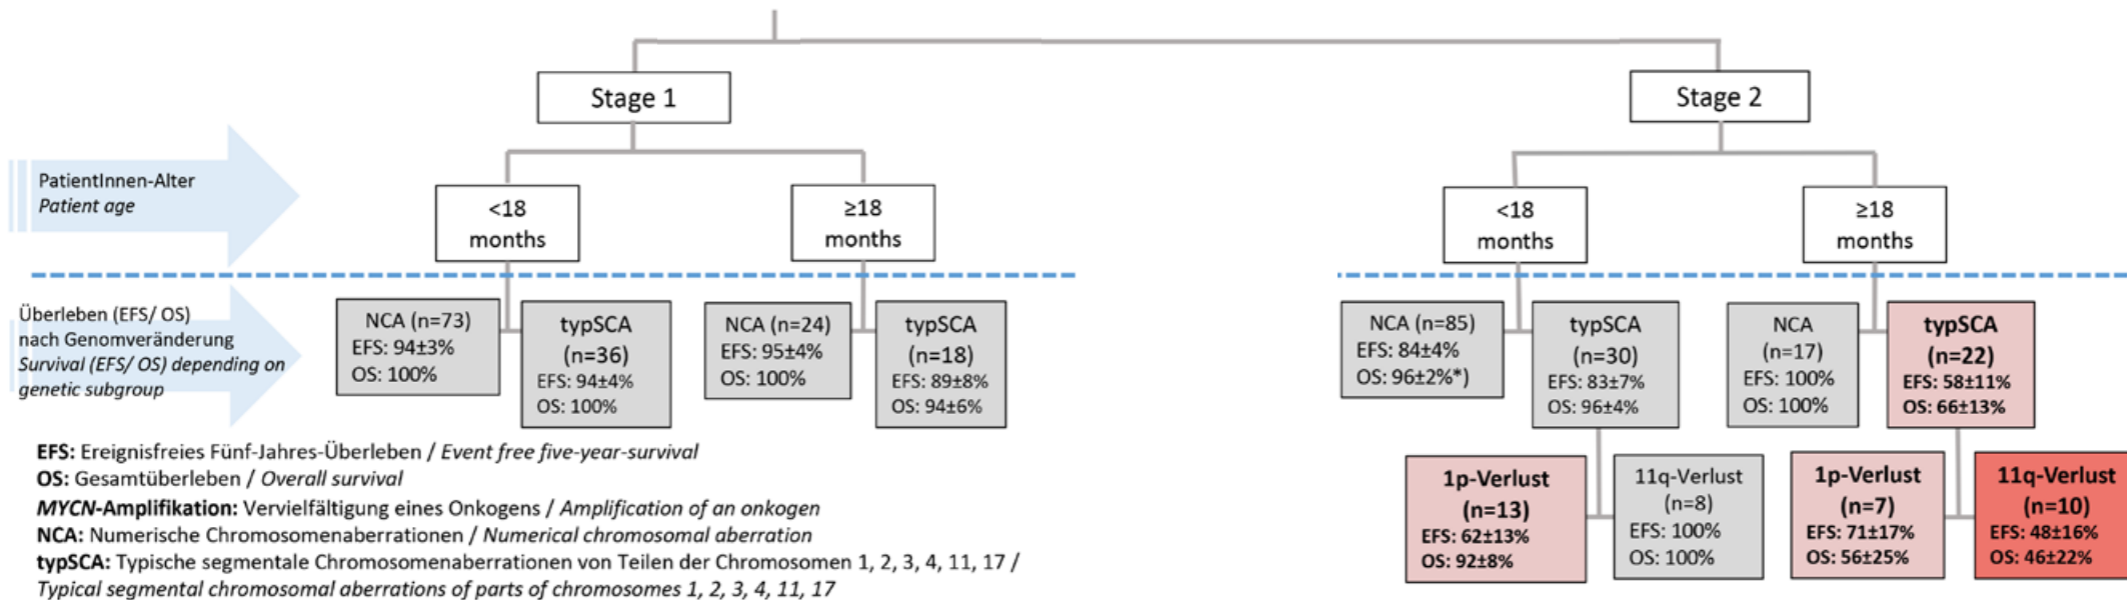 Stage 1
Stage 2
PatientInnen-Alter
Patient age
<18
months
≥18
months
<18
months
≥18
months
Überleben (EFS/ OS)
nach Genomveränderung
Survival (EFS/ OS) depending on
genetic subgroup
NCA (n=73)
EFS: 94±3%
OS: 100%
typSCA
(n=36)
EFS: 94±4%
OS: 100%
NCA (n=24)
EFS: 95±4%
OS: 100%
typSCA
(n=18)
EFS: 89±8%
OS: 94±6%
NCA (n=85)
EFS: 84±4%
OS: 96±2%*)
typSCA
(n=30)
EFS: 83±7%
OS: 96±4%
NCA
(n=17)
EFS: 100%
OS: 100%
typSCA
(n=22)
EFS: 58±11%
OS: 66±13%
1p-Verlust
(n=13)
EFS: 62±13%
OS: 92±8%
11q-Verlust
(n=8)
EFS: 100%
OS: 100%
1p-Verlust
(n=7)
EFS: 71±17%
OS: 56±25%
11q-Verlust
(n=10)
EFS: 48±16%
OS: 46±22%
EFS: Ereignisfreies Fünf-Jahres-Überleben / Event free five-year-survival
OS: Gesamtüberleben / Overall survival
MYCN-Amplifikation: Vervielfältigung eines Onkogens / Amplification of an onkogen
NCA: Numerische Chromosomenaberrationen / Numerical chromosomal aberration
typSCA: Typische segmentale Chromosomenaberrationen von Teilen der Chromosomen 1, 2, 3, 4, 11, 17 /
Typical segmental chromosomal aberrations of parts of chromosomes 1, 2, 3, 4, 11, 17